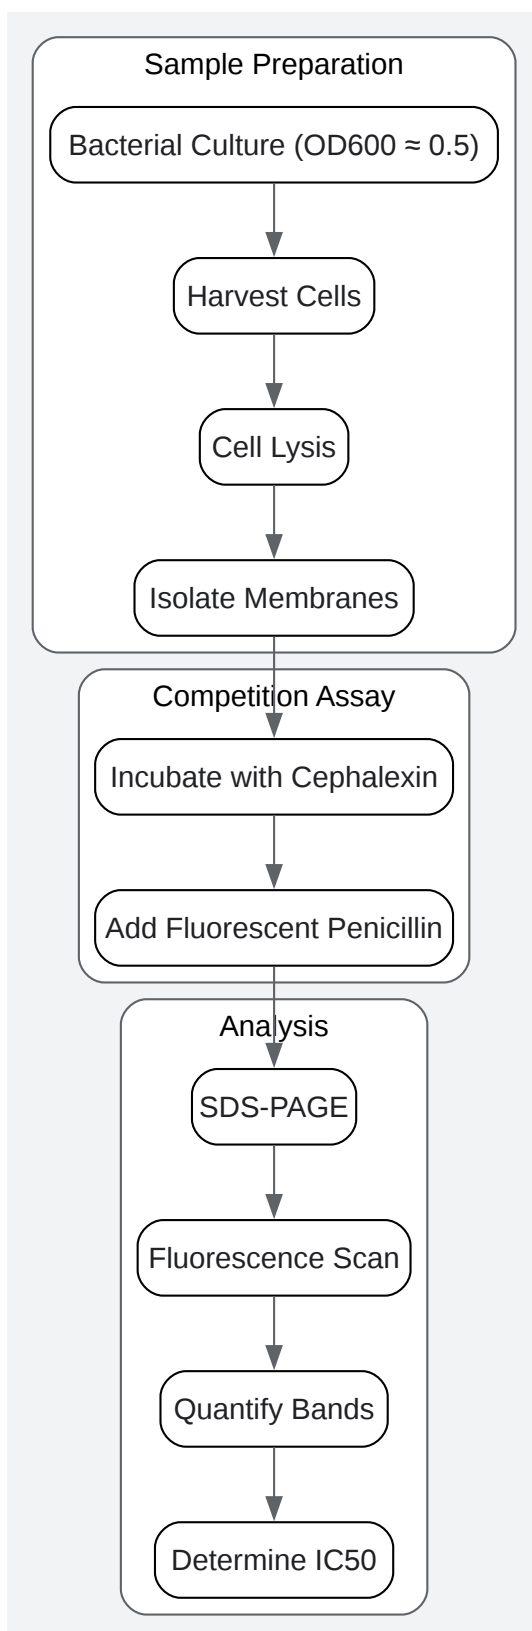 Sample Preparation
Bacterial Culture (OD600 ≈ 0.5)
Harvest Cells
Cell Lysis
Isolate Membranes
Competition Assay
Incubate with Cephalexin
Add Fluorescent Penicillin
Analysis
SDS-PAGE
Fluorescence Scan
Quantify Bands
Determine IC50